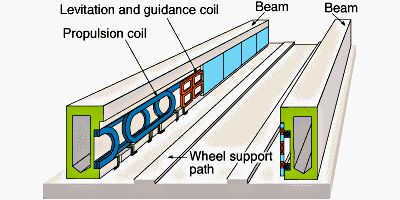 Levitation and guidance coil
Beam
Beam
Propulsion coil
Wheel support
path